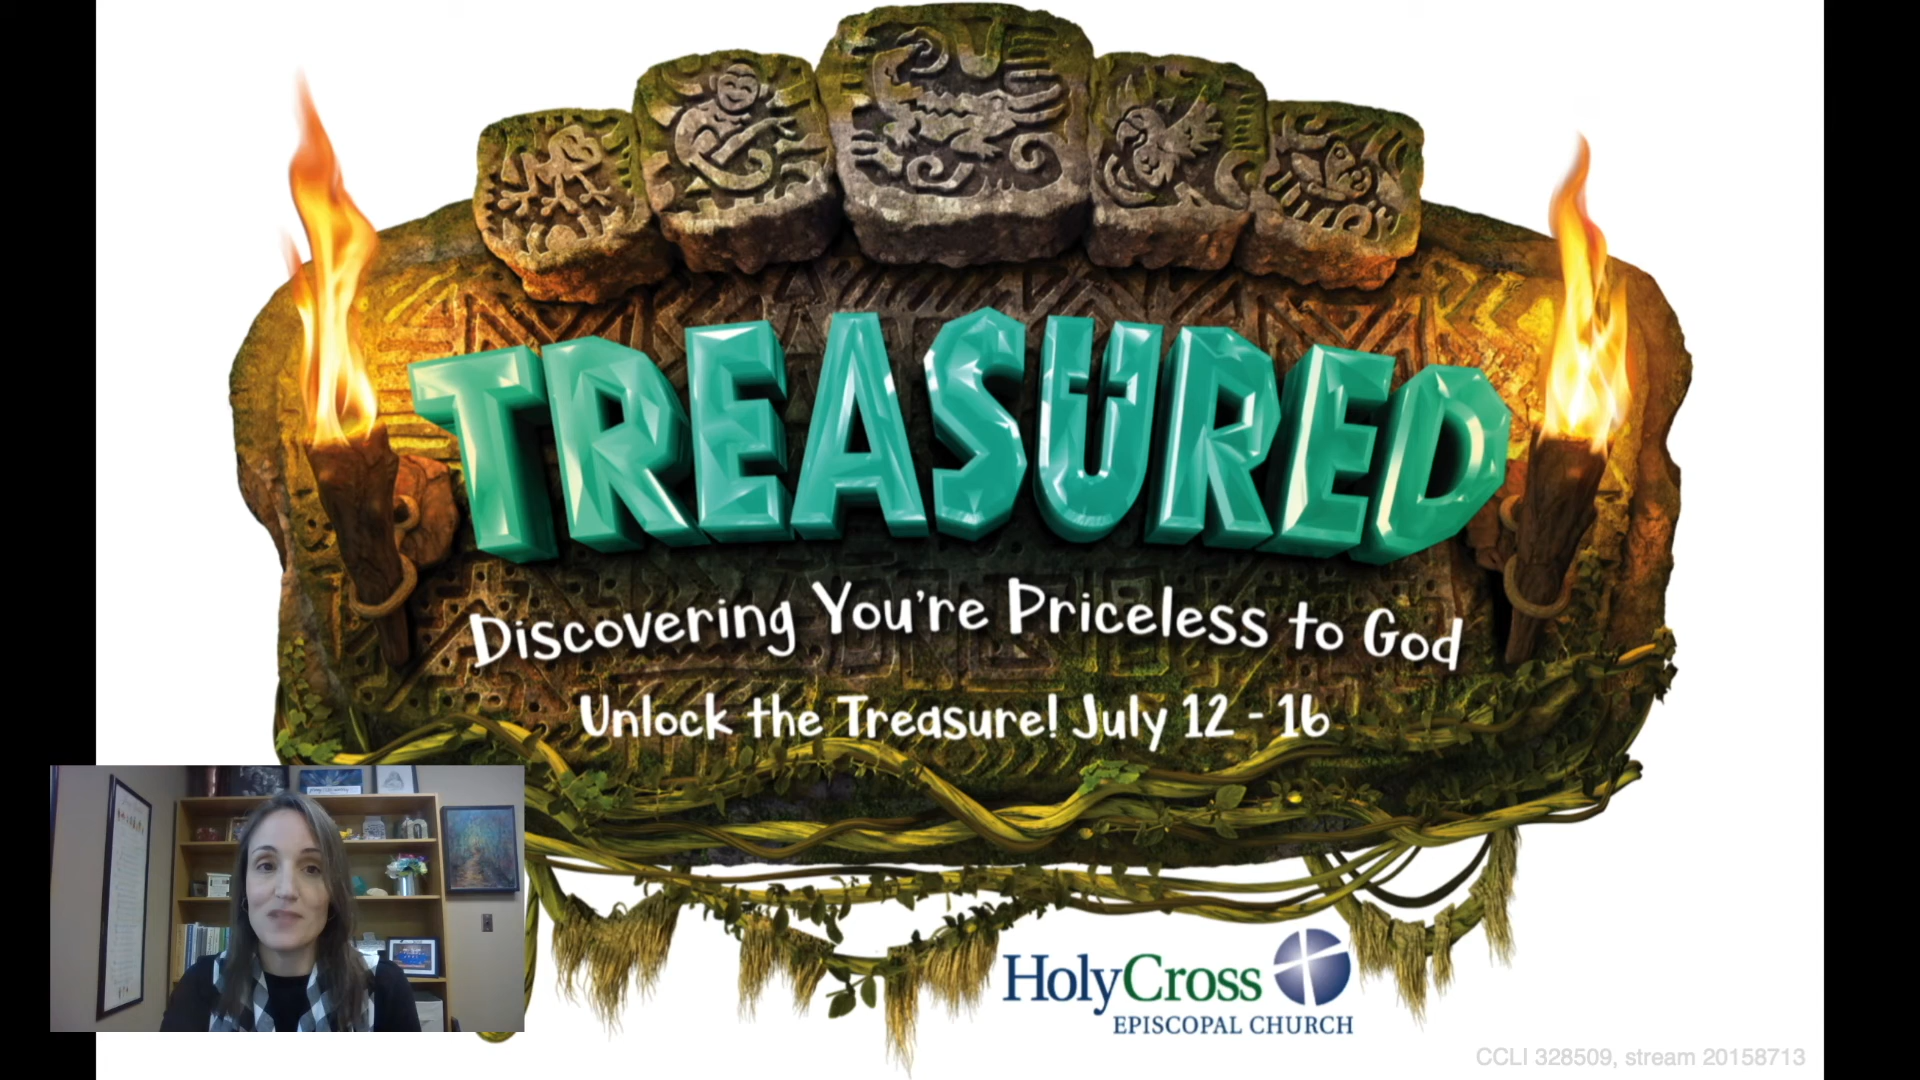 TREASURED
Discovering You're Priceless to God
Unlock the Treasure! July 12 - 16
HolyCross
EPISCOPAL CHURCH
CCLI 328509, stream 20158713